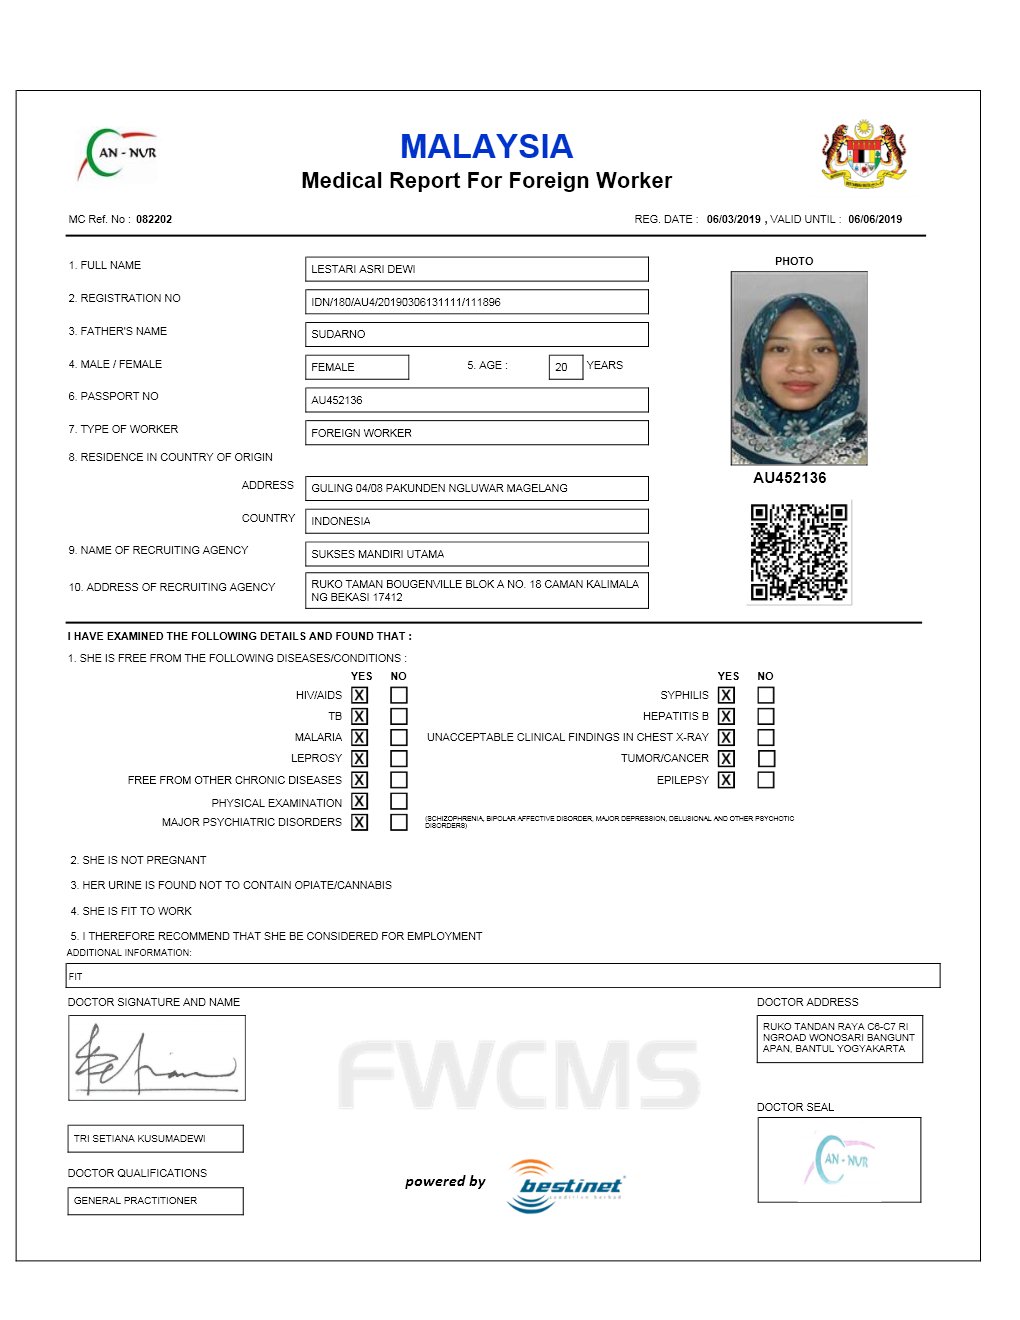 AN - NUR
MALAYSIA
Medical Report For Foreign Worker
MC Ref. No : 082202
REG. DATE : 06/03/2019 , VALID UNTIL : 06/06/2019
PHOTO
1. FULL NAME LESTARI ASRI DEWI
2. REGISTRATION NO IDN/180/AU4/20190306131111/111896
3. FATHER'S NAME SUDARNO
4. MALE / FEMALE FEMALE 5. AGE : 20 YEARS
6. PASSPORT NO AU452136
7. TYPE OF WORKER FOREIGN WORKER
8. RESIDENCE IN COUNTRY OF ORIGIN
AU452136
ADDRESS GULING 04/08 PAKUNDEN NGLUWAR MAGELANG
COUNTRY INDONESIA
9. NAME OF RECRUITING AGENCY SUKSES MANDIRI UTAMA
10. ADDRESS OF RECRUITING AGENCY RUKO TAMAN BOUGENVILLE BLOK A NO. 18 CAMAN KALIMALA
NG BEKASI 17412
I HAVE EXAMINED THE FOLLOWING DETAILS AND FOUND THAT :
1. SHE IS FREE FROM THE FOLLOWING DISEASES/CONDITIONS :
YES NO YES NO
HIV/AIDS X SYPHILIS X
TB X HEPATITIS B X
MALARIA X UNACCEPTABLE CLINICAL FINDINGS IN CHEST X-RAY X
LEPROSY X TUMOR/CANCER X
FREE FROM OTHER CHRONIC DISEASES X EPILEPSY X
PHYSICAL EXAMINATION X
MAJOR PSYCHIATRIC DISORDERS X (SCHIZOPHRENIA, BIPOLAR AFFECTIVE DISORDER, MAJOR DEPRESSION, DELUSIONAL AND OTHER PSYCHOTIC
DISORDERS)
2. SHE IS NOT PREGNANT
3. HER URINE IS FOUND NOT TO CONTAIN OPIATE/CANNABIS
4. SHE IS FIT TO WORK
5. I THEREFORE RECOMMEND THAT SHE BE CONSIDERED FOR EMPLOYMENT
ADDITIONAL INFORMATION:
FIT
DOCTOR SIGNATURE AND NAME
DOCTOR ADDRESS
RUKO TANDAN RAYA C6-C7 RI
NGROAD WONOSARI BANGUNT
APAN, BANTUL YOGYAKARTA
FWCMS
DOCTOR SEAL
AN - NUR
TRI SETIANA KUSUMADEWI
DOCTOR QUALIFICATIONS
GENERAL PRACTITIONER
powered by bestinet